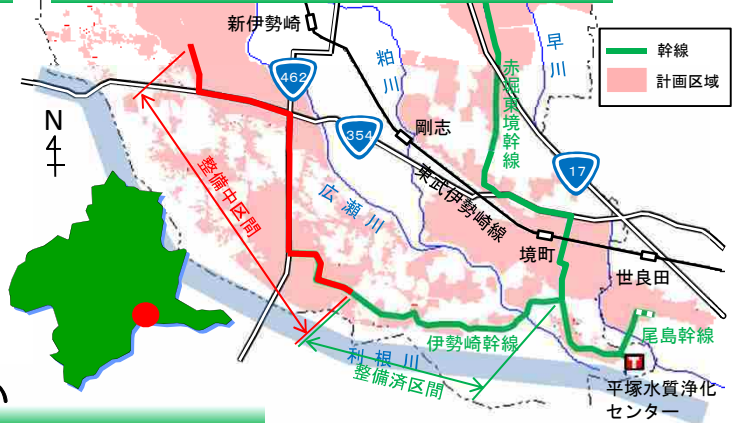 新伊勢崎
粕川
早川
幹線
計画区域
462
赤堀東境幹線
N
354
剛志
17
整備中区間
広瀬川
東武伊勢崎線
境町
世良田
利根川
伊勢崎幹線
尾島幹線
整備済区間
T
平塚水質浄化
センター